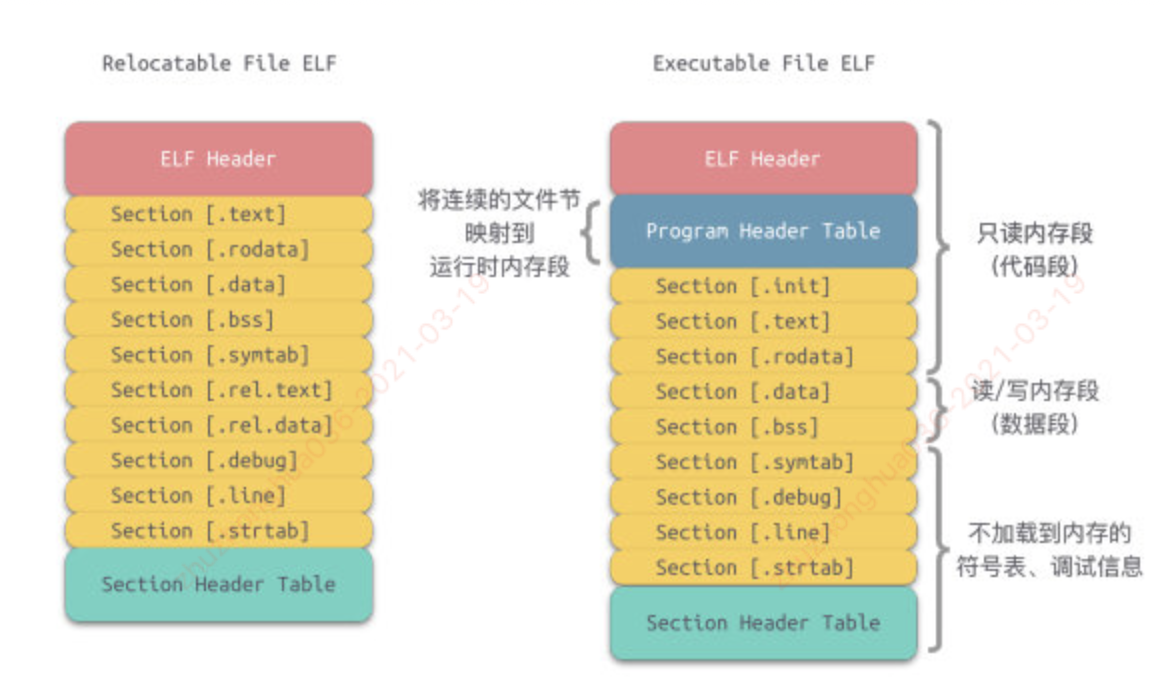 Relocatable File ELF
ELF Header
Section [.text]
Section [.rodata]
Section [.data]
Section [.bss]
Section [.symtab]
Section [.rel.text]
Section [.rel.data]
Section [.debug]
Section [.line]
Section [.strtab]
Section Header Table
将连续的文件节
映射到
运行时内存段
Executable File ELF
ELF Header
Program Header Table
Section [.init]
Section [.text]
Section [.rodata]
Section [.data]
Section [.bss]
Section [.symtab]
Section [.debug]
Section [.line]
Section [.strtab]
Section Header Table
只读内存段
(代码段)
读/写内存段
(数据段)
不加载到内存的
符号表、调试信息